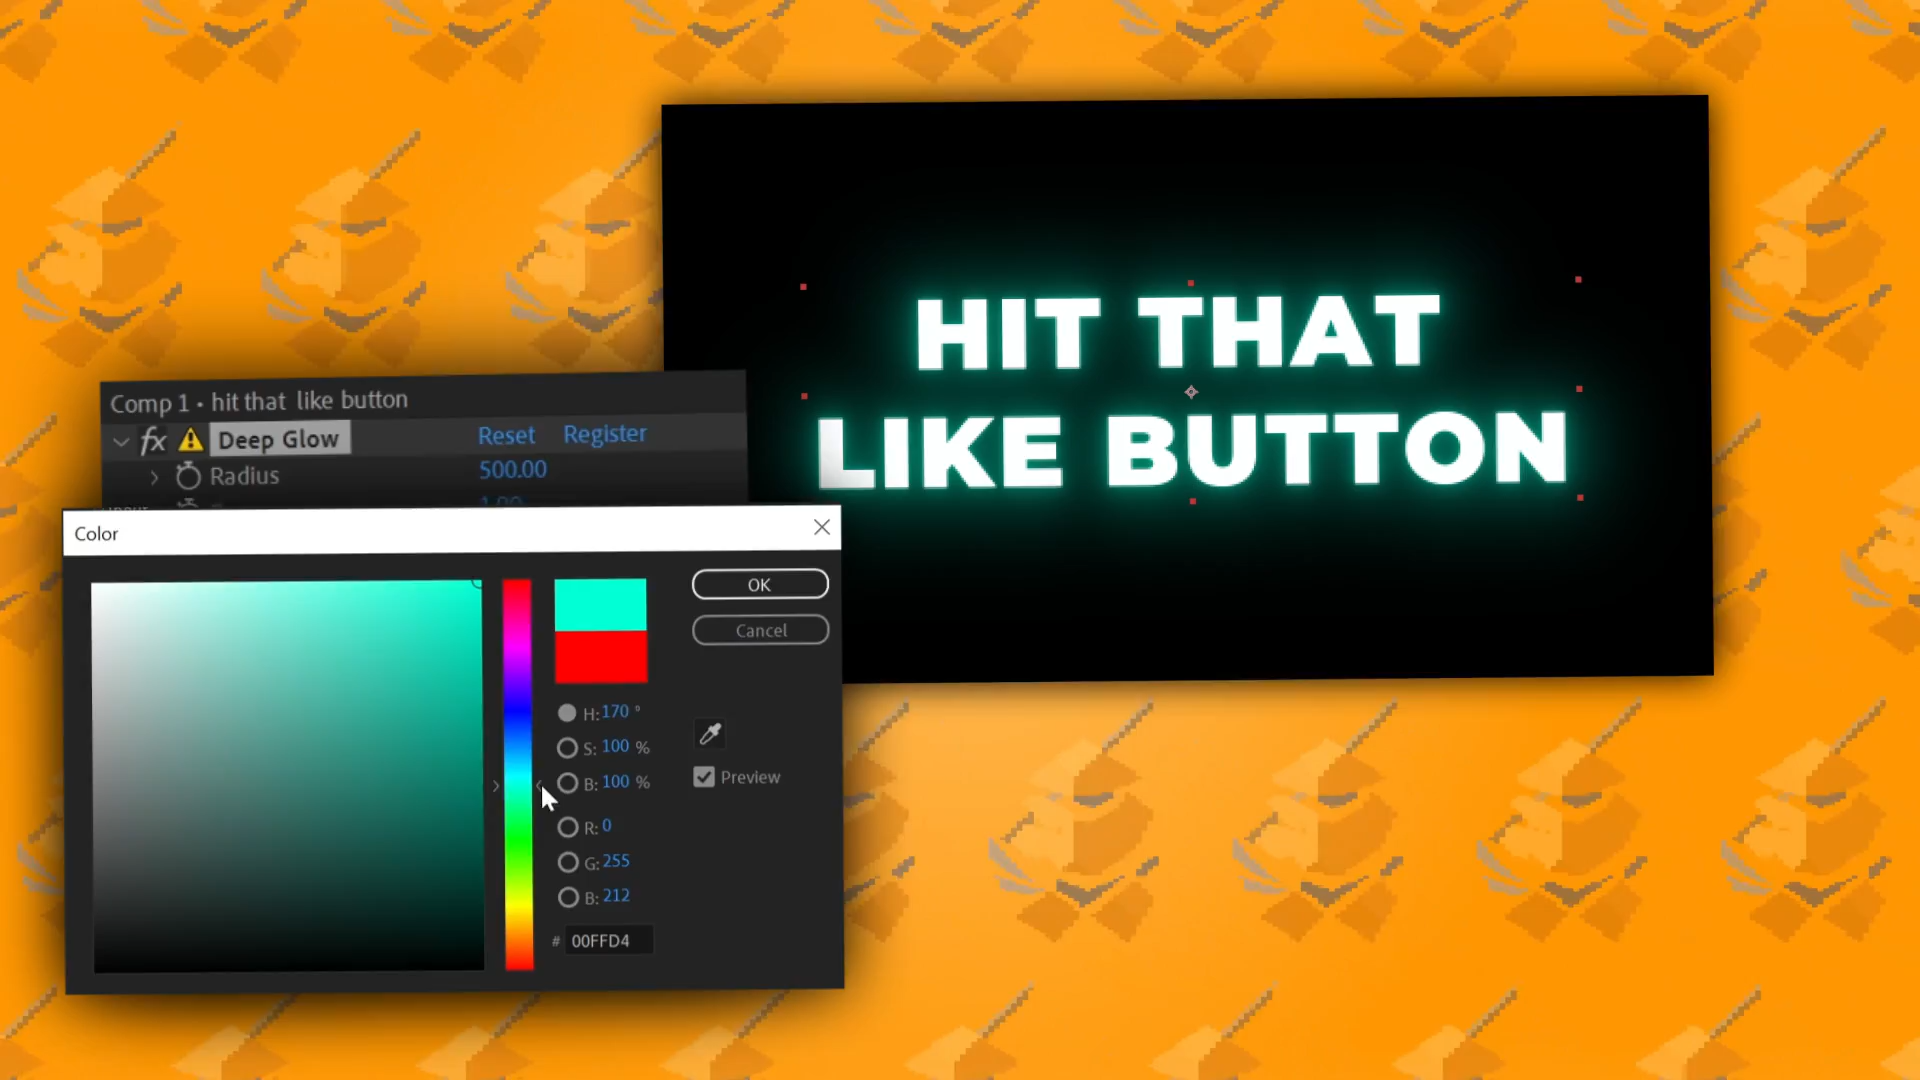 HIT THAT
LIKE BUTTON
Comp 1 • hit that like button
fx Deep Glow Reset Register
Radius 500.00
Color
OK
Cancel
H: 170 °
S: 100 %
B: 100 %
Preview
R: 0
G: 255
B: 212
# 00FFD4